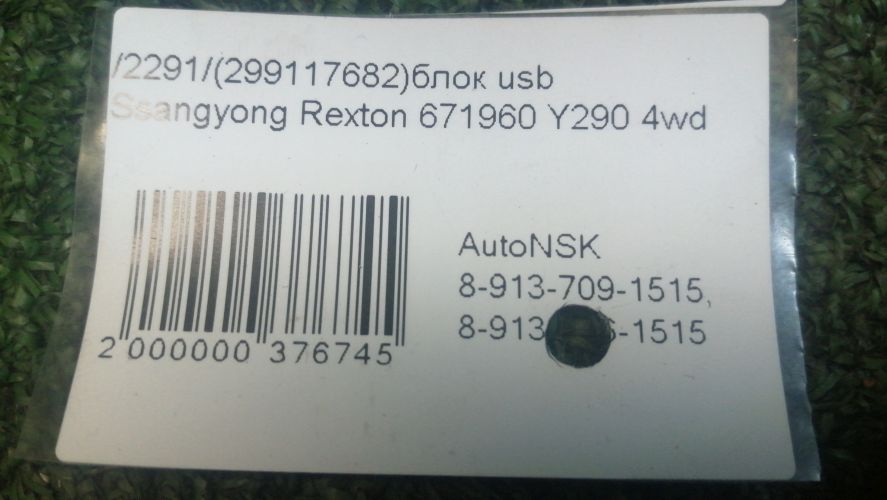 /2291/(299117682)блок usb
Ssangyong Rexton 671960 Y290 4wd
AutoNSK
8-913-709-1515,
2 000000 376745